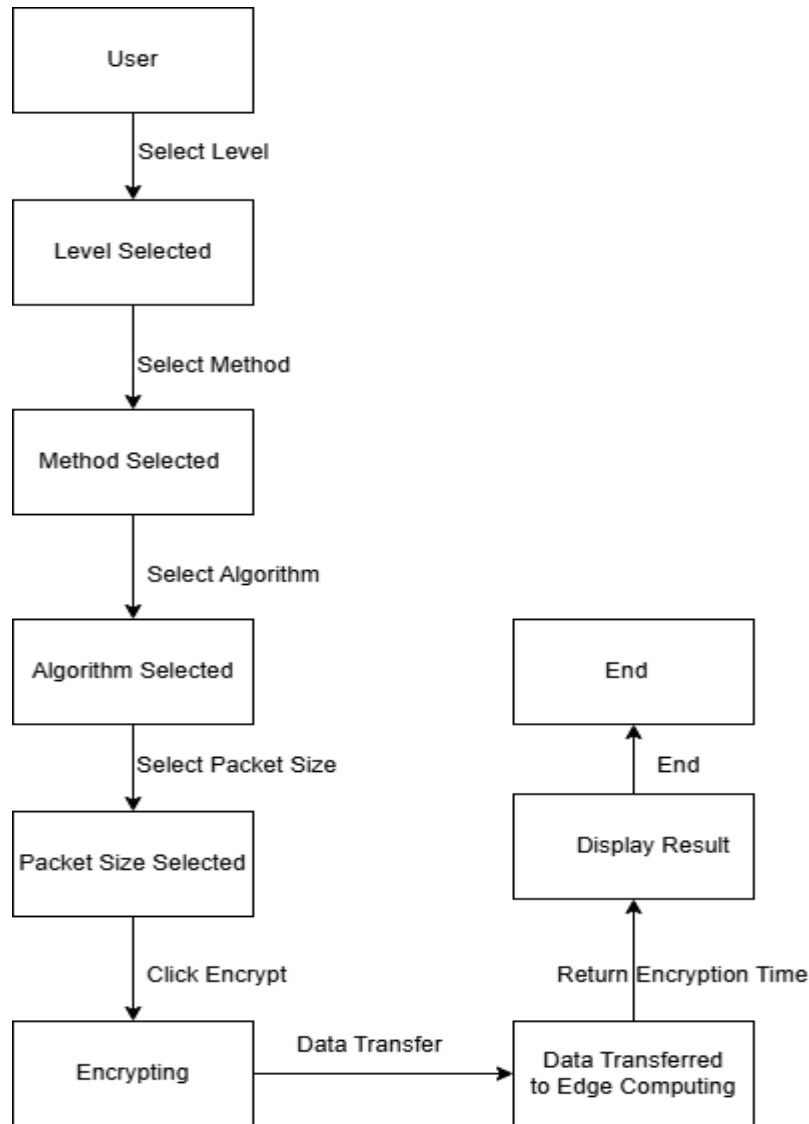 User
Select Level
Level Selected
Select Method
Method Selected
Select Algorithm
Algorithm Selected
Select Packet Size
Packet Size Selected
Click Encrypt
Encrypting
Data Transfer
Data Transferred
to Edge Computing
Return Encryption Time
Display Result
End
End